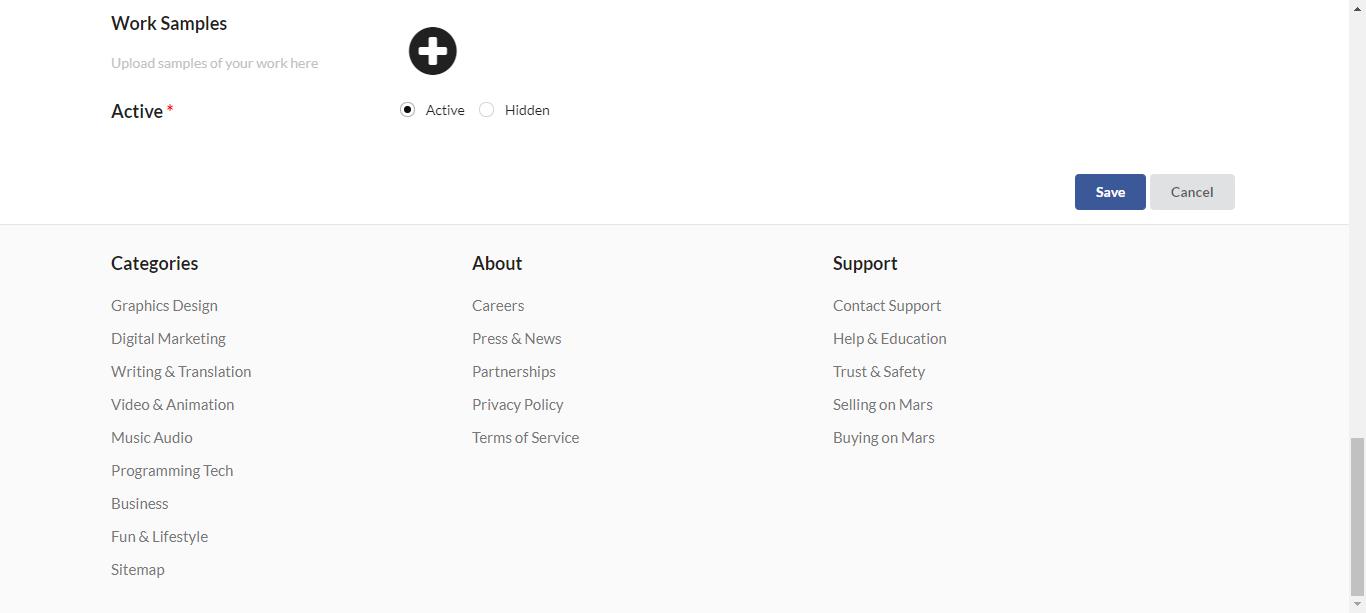 Work Samples
Upload samples of your work here
Active *
Active Hidden
Save Cancel
Categories
Graphics Design
Digital Marketing
Writing & Translation
Video & Animation
Music Audio
Programming Tech
Business
Fun & Lifestyle
Sitemap
About
Careers
Press & News
Partnerships
Privacy Policy
Terms of Service
Support
Contact Support
Help & Education
Trust & Safety
Selling on Mars
Buying on Mars